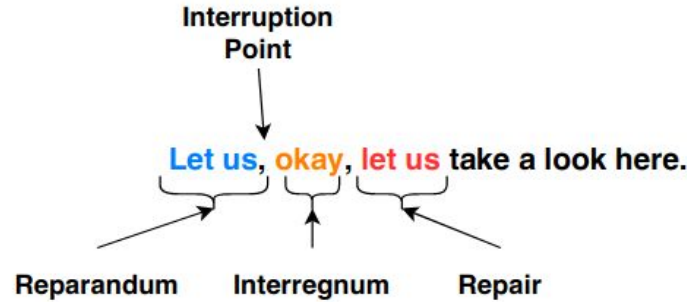 Interruption
Point
Let us, okay, let us take a look here.
Reparandum Interregnum Repair